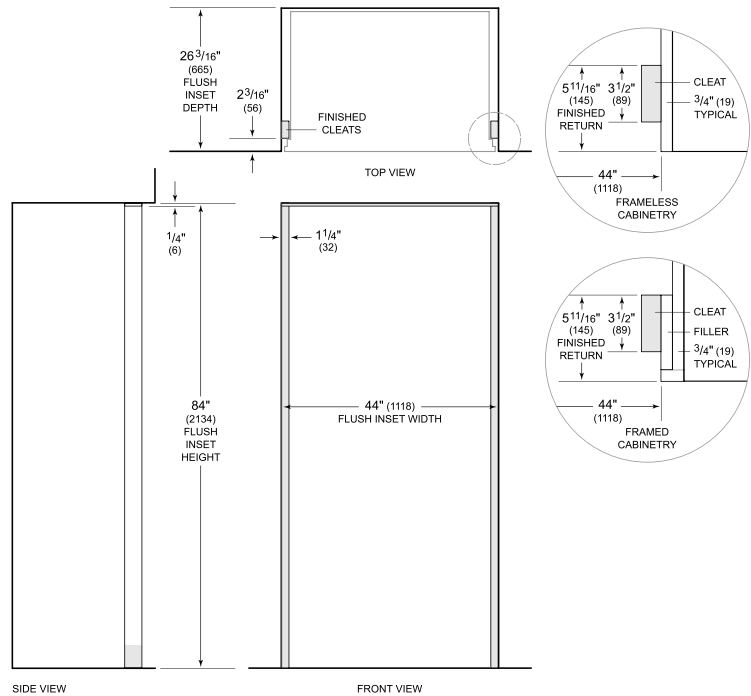 26 3/16"
(665)
FLUSH
INSET
DEPTH
2 3/16"
(56)
FINISHED
CLEATS
TOP VIEW
5 11/16"
(145)
FINISHED
RETURN
3 1/2"
(89)
CLEAT
3/4" (19)
TYPICAL
44"
(1118)
FRAMELESS
CABINETRY
1/4"
(6)
1 1/4"
(32)
5 11/16"
(145)
FINISHED
RETURN
3 1/2"
(89)
CLEAT
FILLER
3/4" (19)
TYPICAL
44"
(1118)
FRAMED
CABINETRY
84"
(2134)
FLUSH
INSET
HEIGHT
44" (1118)
FLUSH INSET WIDTH
SIDE VIEW
FRONT VIEW